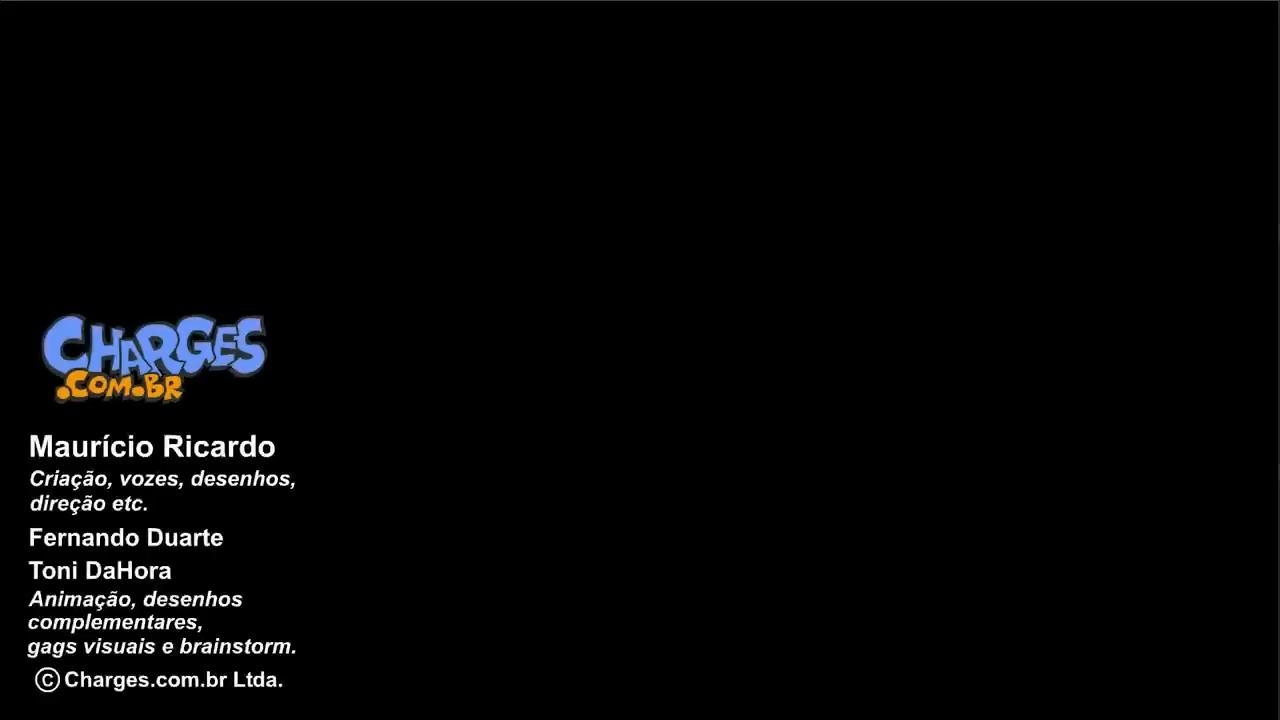 CHARGES
.COM.BR
Maurício Ricardo
Criação, vozes, desenhos,
direção etc.
Fernando Duarte
Toni DaHora
Animação, desenhos
complementares,
gags visuais e brainstorm.
© Charges.com.br Ltda.